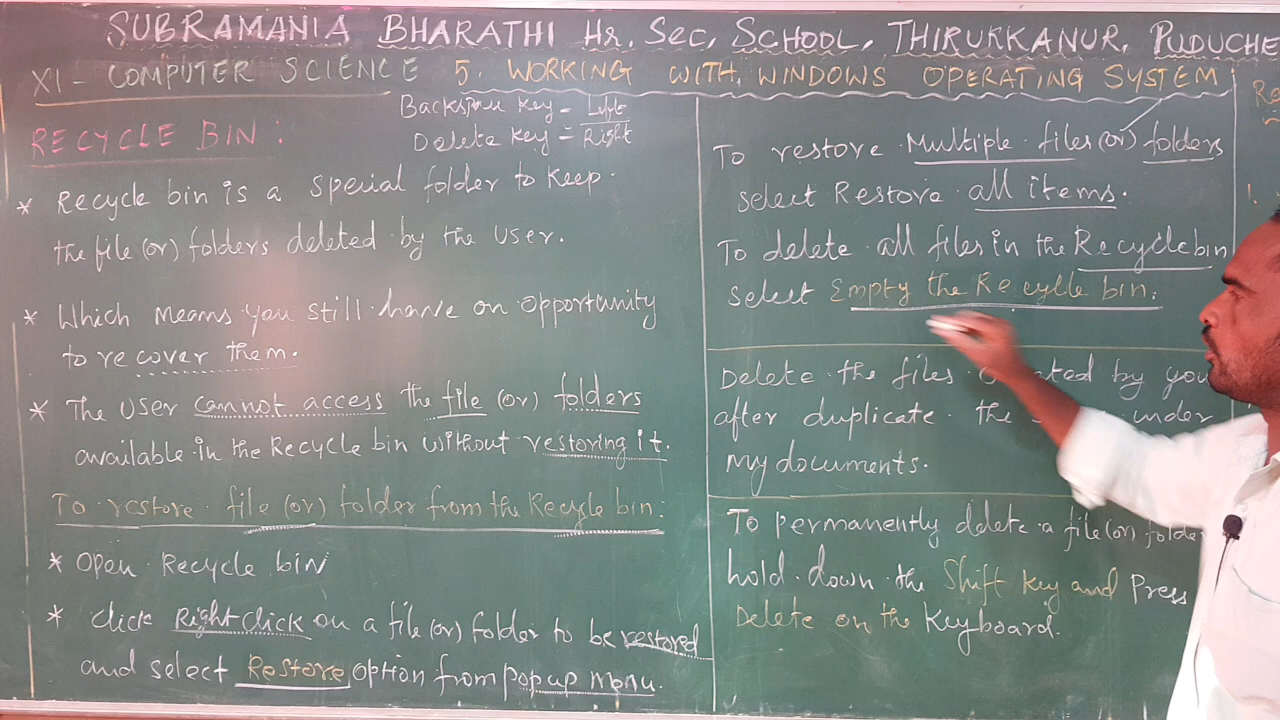 SUBRAMANIA BHARATHI Hr. Sec, SCHOOL, THIRUKKANUR, PUDUCHE
XI - COMPUTER SCIENCE 5. WORKING WITH WINDOWS OPERATING SYSTEM
Backspace key = Left
Delete key = Right
RECYCLE BIN :
* Recycle bin is a special folder to keep
the file (or) folders deleted by the user.
* Which means you still have on opportunity
to recover them.
* The user cannot access the file (or) folders
available in the Recycle bin without restoring it.
To restore file (or) folder from the Recycle bin:
* Open Recycle bin
* Click Right click on a file (or) folder to be restored
and select Restore option from popup menu.
To restore Multiple files (or) folders
select Restore all items.
To delete all files in the Recycle bin
select Empty the Recycle bin.
Delete the files by you
after duplicate the under
my documents.
To permanently delete a file (or) folder
hold down the Shift key and Press
Delete on the Keyboard.
Re
1.